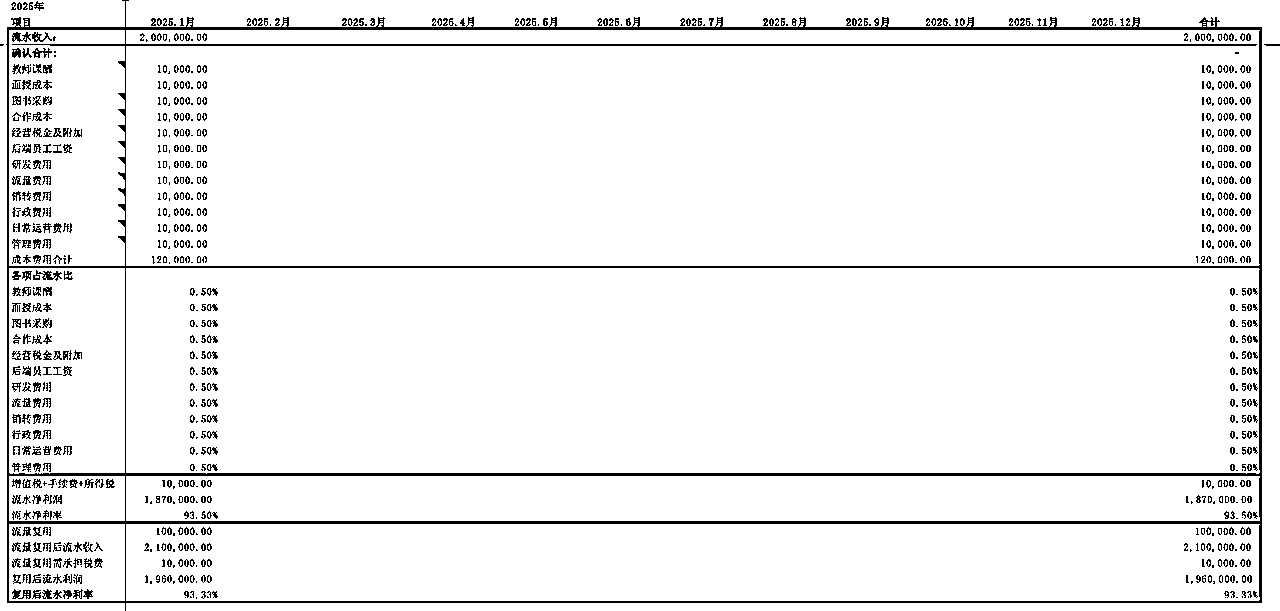 2025年
项目 2025.1月 2025.2月 2025.3月 2025.4月 2025.5月 2025.6月 2025.7月 2025.8月 2025.9月 2025.10月 2025.11月 2025.12月 合计
流水收入: 2,000,000.00 2,000,000.00
确认合计: -
教师课酬 10,000.00 10,000.00
面授成本 10,000.00 10,000.00
图书采购 10,000.00 10,000.00
合作成本 10,000.00 10,000.00
经营税金及附加 10,000.00 10,000.00
后端员工工资 10,000.00 10,000.00
研发费用 10,000.00 10,000.00
流量费用 10,000.00 10,000.00
销转费用 10,000.00 10,000.00
行政费用 10,000.00 10,000.00
日常运营费用 10,000.00 10,000.00
管理费用 10,000.00 10,000.00
成本费用合计 120,000.00 120,000.00
各项占流水比
教师课酬 0.50% 0.50%
面授成本 0.50% 0.50%
图书采购 0.50% 0.50%
合作成本 0.50% 0.50%
经营税金及附加 0.50% 0.50%
后端员工工资 0.50% 0.50%
研发费用 0.50% 0.50%
流量费用 0.50% 0.50%
销转费用 0.50% 0.50%
行政费用 0.50% 0.50%
日常运营费用 0.50% 0.50%
管理费用 0.50% 0.50%
增值税+手续费+所得税 10,000.00 10,000.00
流水净利润 1,870,000.00 1,870,000.00
流水净利率 93.50% 93.50%
流量复用 100,000.00 100,000.00
流量复用后流水收入 2,100,000.00 2,100,000.00
流量复用需承担税费 10,000.00 10,000.00
复用后流水利润 1,960,000.00 1,960,000.00
复用后流水净利率 93.33% 93.33%